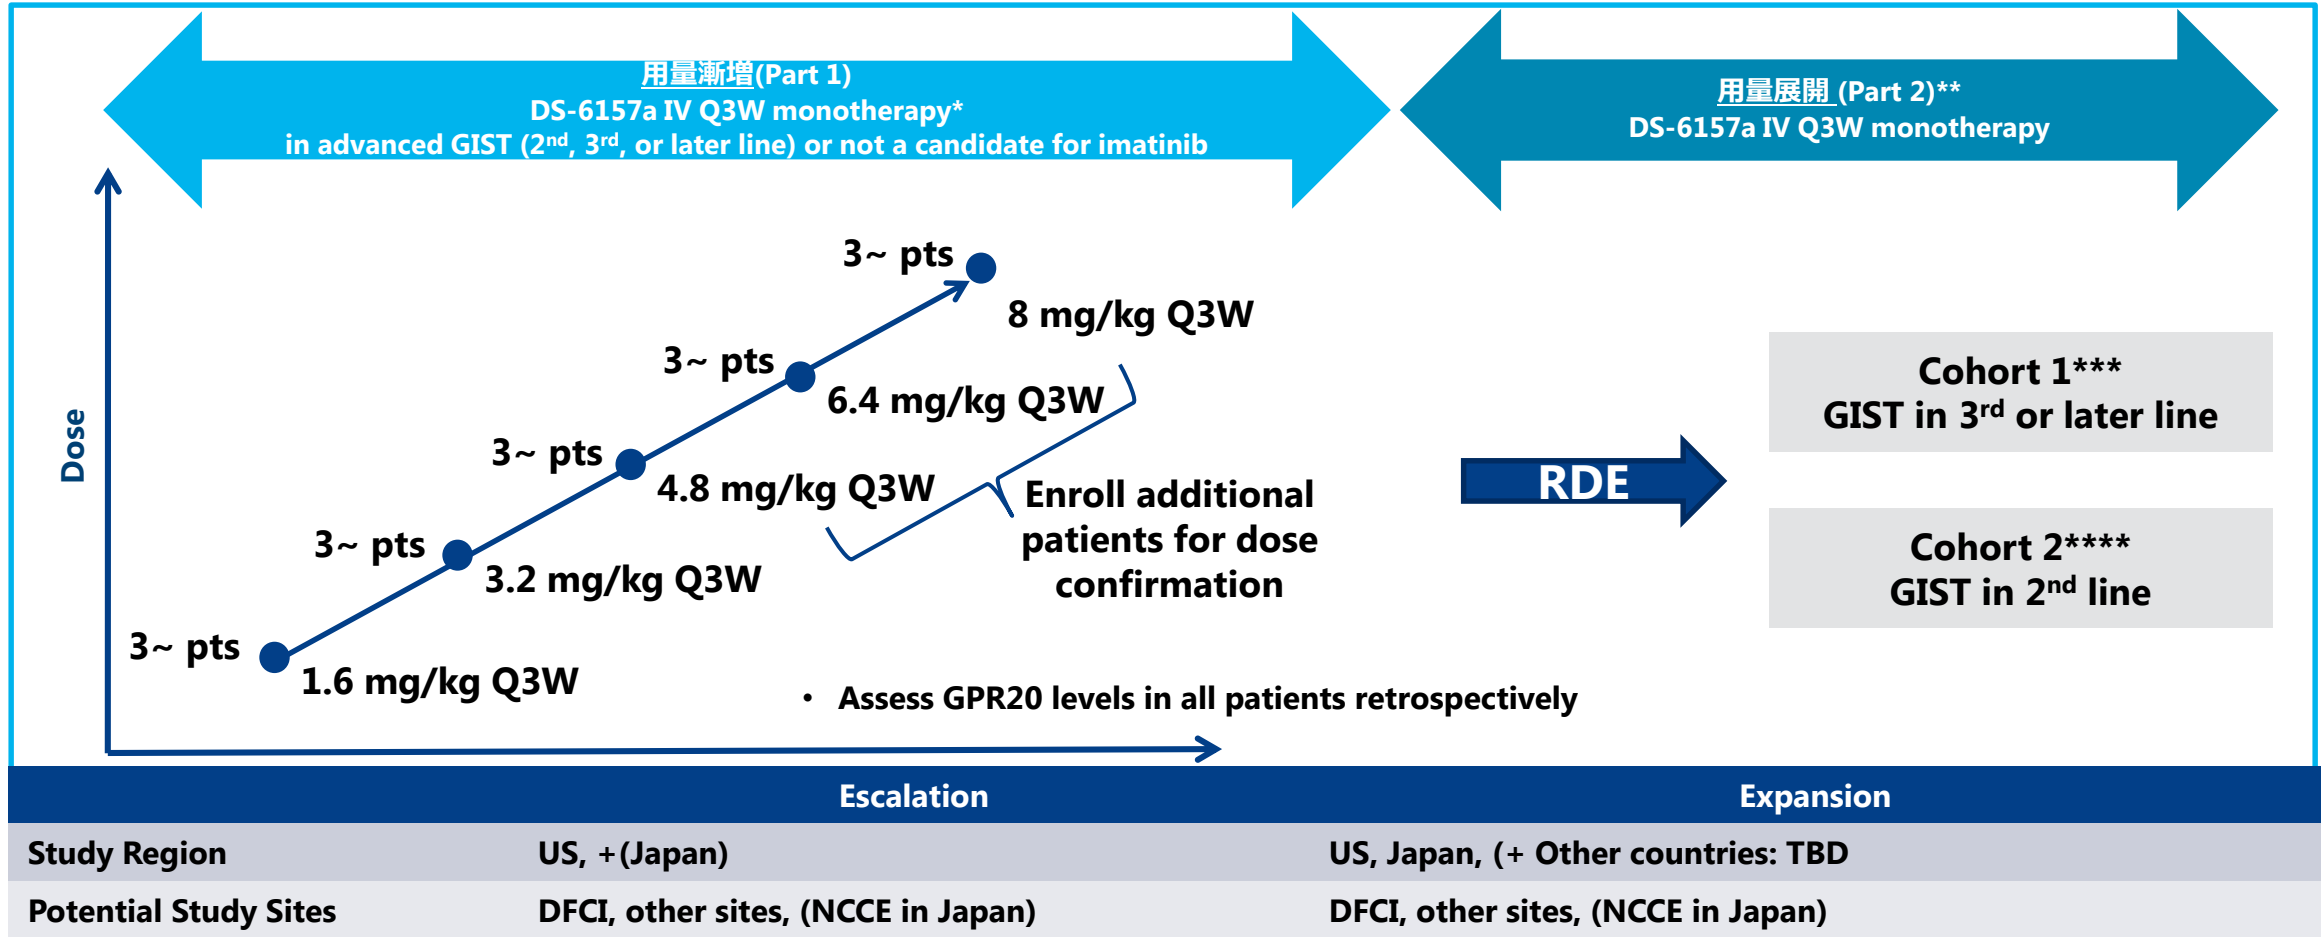 用量漸増(Part 1)
DS-6157a IV Q3W monotherapy*
in advanced GIST (2nd, 3rd, or later line) or not a candidate for imatinib
用量展開 (Part 2)**
DS-6157a IV Q3W monotherapy
Dose
3~ pts
8 mg/kg Q3W
3~ pts
6.4 mg/kg Q3W
3~ pts
4.8 mg/kg Q3W
3~ pts
3.2 mg/kg Q3W
3~ pts
1.6 mg/kg Q3W
Enroll additional
patients for dose
confirmation
• Assess GPR20 levels in all patients retrospectively
RDE
Cohort 1***
GIST in 3rd or later line
Cohort 2****
GIST in 2nd line
Escalation Expansion
Study Region US, +(Japan) US, Japan, (+ Other countries: TBD
Potential Study Sites DFCI, other sites, (NCCE in Japan) DFCI, other sites, (NCCE in Japan)